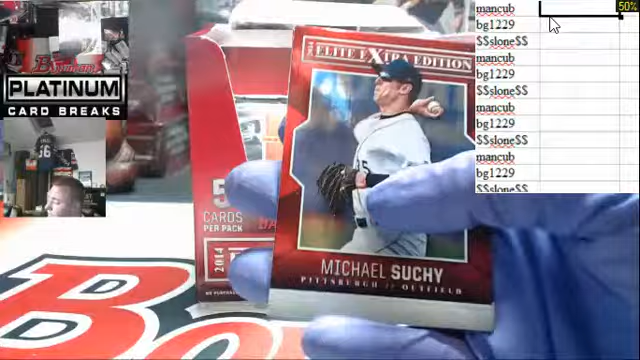 mancub
50%
bg1229
$$slone$$
mancub
bg1229
$$slone$$
mancub
bg1229
$$slone$$
mancub
bg1229
$$slone$$
PLATINUM
CARD BREAKS
ELITE EXTRA EDITION
MICHAEL SUCHY
PITTSBURGH // OUTFIELD
5
CARDS
PER PACK
2014